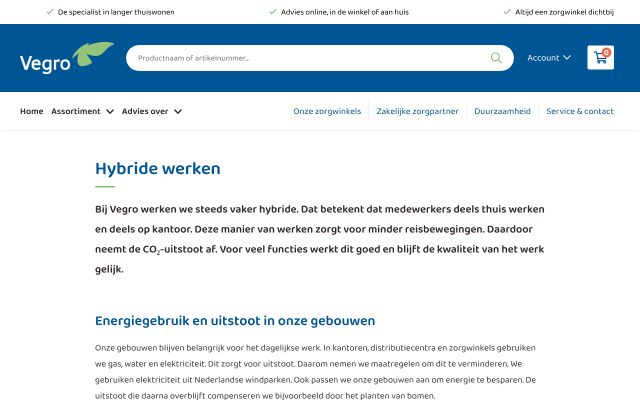 De specialist in langer thuiswonen
Advies online, in de winkel of aan huis
Altijd een zorgwinkel dichtbij
Vegro
Productnaam of artikelnummer...
Account
0
Home
Assortiment
Advies over
Onze zorgwinkels
Zakelijke zorgpartner
Duurzaamheid
Service & contact
Hybride werken
Bij Vegro werken we steeds vaker hybride. Dat betekent dat medewerkers deels thuis werken
en deels op kantoor. Deze manier van werken zorgt voor minder reisbewegingen. Daardoor
neemt de CO₂-uitstoot af. Voor veel functies werkt dit goed en blijft de kwaliteit van het werk
gelijk.
Energiegebruik en uitstoot in onze gebouwen
Onze gebouwen blijven belangrijk voor het dagelijkse werk. In kantoren, distributiecentra en zorgwinkels gebruiken
we gas, water en elektriciteit. Dit zorgt voor uitstoot. Daarom nemen we maatregelen om dit te verminderen. We
gebruiken elektriciteit uit Nederlandse windparken. Ook passen we onze gebouwen aan om energie te besparen. De
uitstoot die daarna overblijft compenseren we bijvoorbeeld door het planten van bomen.